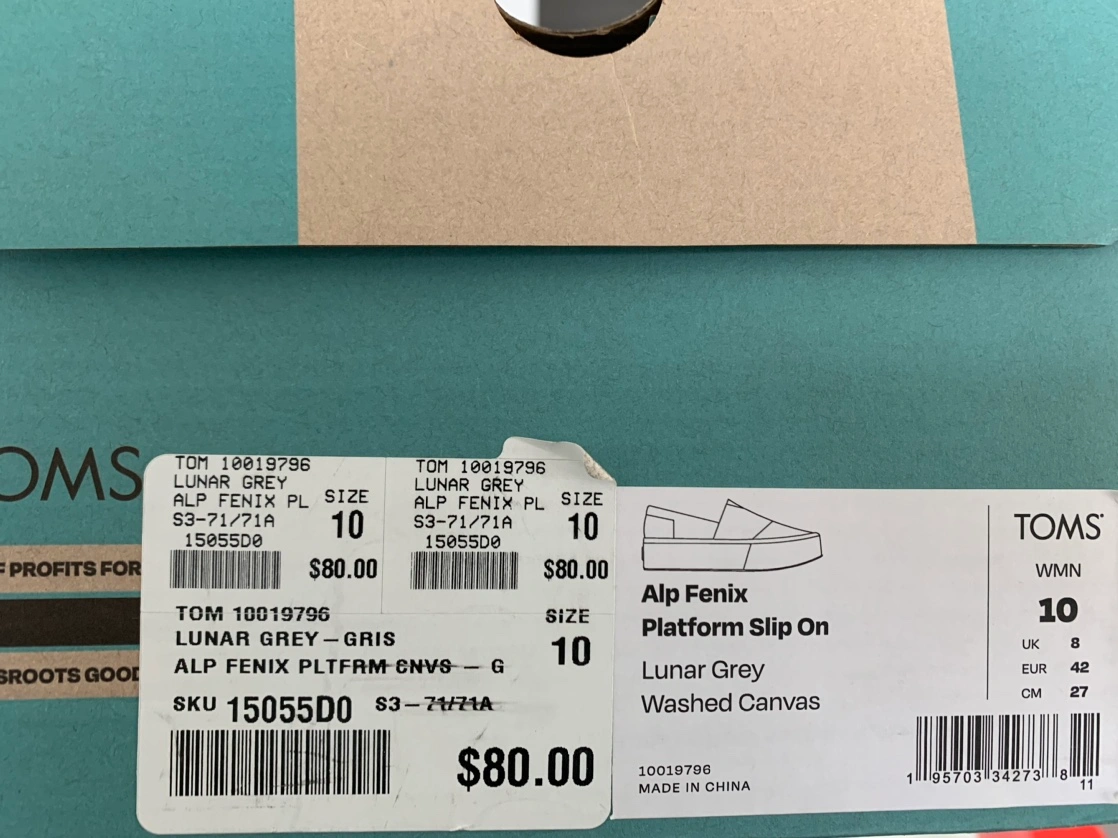 OMS
F PROFITS FOR
SROOTS GOOD
TOM 10019796
LUNAR GREY
ALP FENIX PL
SIZE
S3-71/71A
10
15055D0
$80.00
TOM 10019796
LUNAR GREY
ALP FENIX PL
SIZE
S3-71/71A
10
15055D0
$80.00
TOM 10019796
SIZE
LUNAR GREY-GRIS
10
ALP FENIX PLTFRM CNVS - G
SKU 15055D0 S3-71/71A
$80.00
Alp Fenix
Platform Slip On
Lunar Grey
Washed Canvas
10019796
MADE IN CHINA
TOMS
WMN
10
UK 8
EUR 42
CM 27
1 95703 34273 8
11